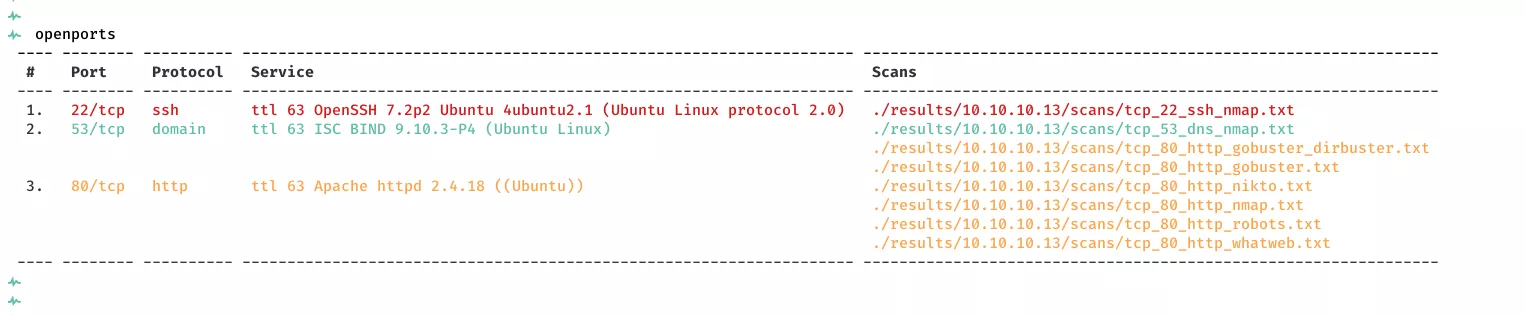 openports
---- -------- ---------- -------------------------------------------------------------------- ----------------------------------------------------------------
# Port Protocol Service Scans
---- -------- ---------- -------------------------------------------------------------------- ----------------------------------------------------------------
1. 22/tcp ssh ttl 63 OpenSSH 7.2p2 Ubuntu 4ubuntu2.1 (Ubuntu Linux protocol 2.0) ./results/10.10.10.13/scans/tcp_22_ssh_nmap.txt
2. 53/tcp domain ttl 63 ISC BIND 9.10.3-P4 (Ubuntu Linux) ./results/10.10.10.13/scans/tcp_53_dns_nmap.txt
./results/10.10.10.13/scans/tcp_80_http_gobuster_dirbuster.txt
./results/10.10.10.13/scans/tcp_80_http_gobuster.txt
3. 80/tcp http ttl 63 Apache httpd 2.4.18 ((Ubuntu)) ./results/10.10.10.13/scans/tcp_80_http_nikto.txt
./results/10.10.10.13/scans/tcp_80_http_nmap.txt
./results/10.10.10.13/scans/tcp_80_http_robots.txt
./results/10.10.10.13/scans/tcp_80_http_whatweb.txt
---- -------- ---------- -------------------------------------------------------------------- ----------------------------------------------------------------